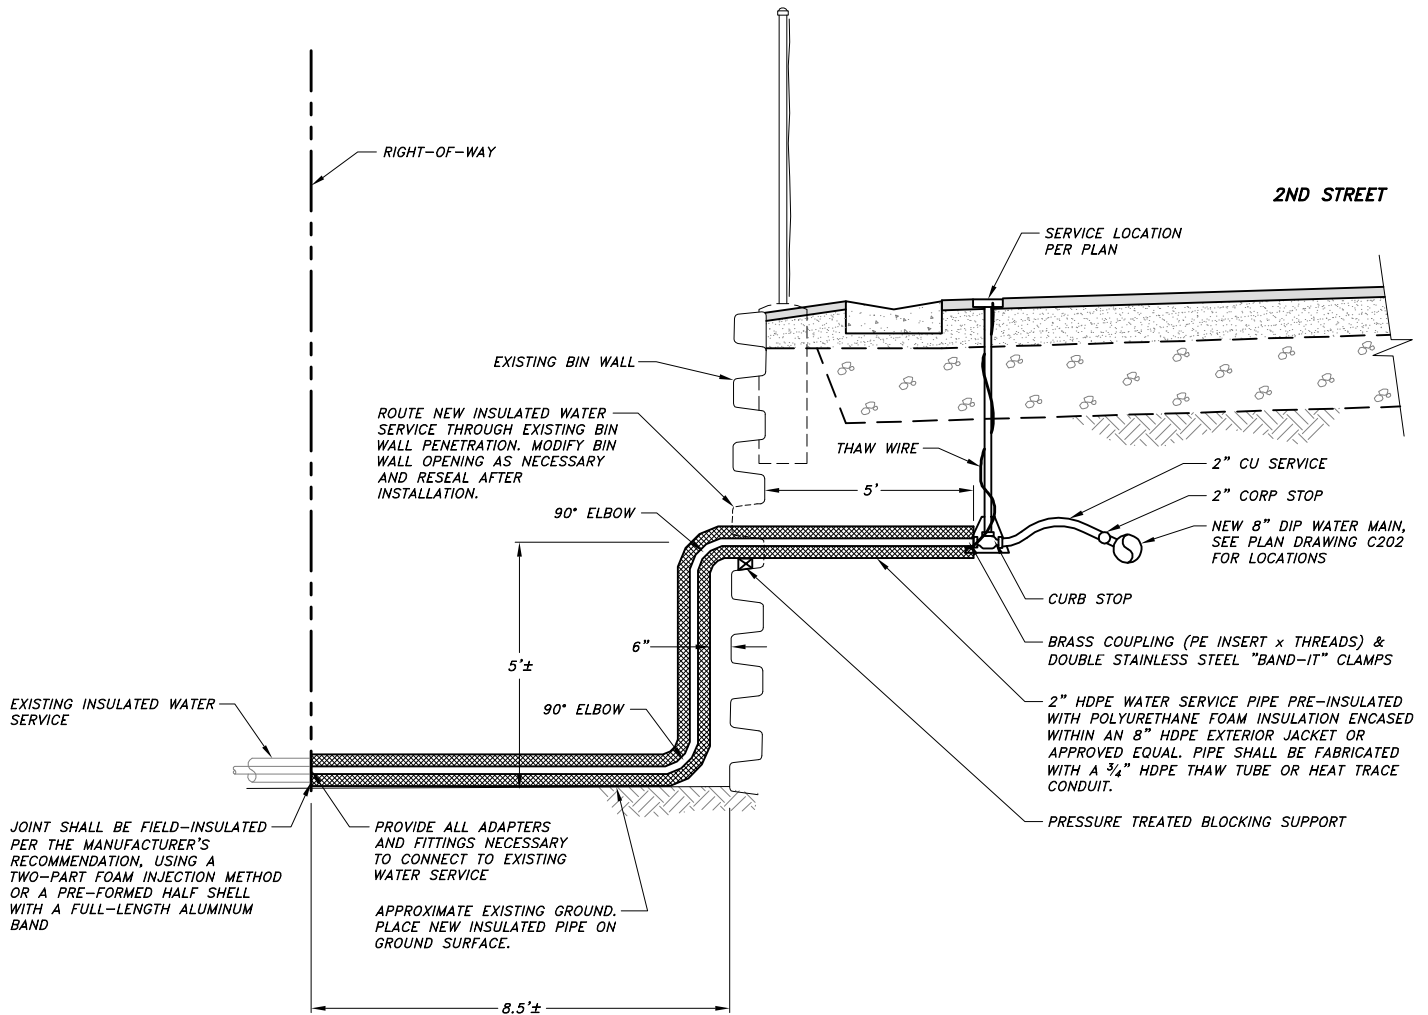 RIGHT-OF-WAY
2ND STREET
SERVICE LOCATION
PER PLAN
EXISTING BIN WALL
ROUTE NEW INSULATED WATER
SERVICE THROUGH EXISTING BIN
WALL PENETRATION. MODIFY BIN
WALL OPENING AS NECESSARY
AND RESEAL AFTER
INSTALLATION.
THAW WIRE
2" CU SERVICE
5'
2" CORP STOP
90° ELBOW
NEW 8" DIP WATER MAIN,
SEE PLAN DRAWING C202
FOR LOCATIONS
CURB STOP
6"
BRASS COUPLING (PE INSERT x THREADS) &
DOUBLE STAINLESS STEEL "BAND-IT" CLAMPS
5'±
EXISTING INSULATED WATER
SERVICE
90° ELBOW
2" HDPE WATER SERVICE PIPE PRE-INSULATED
WITH POLYURETHANE FOAM INSULATION ENCASED
WITHIN AN 8" HDPE EXTERIOR JACKET OR
APPROVED EQUAL. PIPE SHALL BE FABRICATED
WITH A ¾" HDPE THAW TUBE OR HEAT TRACE
CONDUIT.
PRESSURE TREATED BLOCKING SUPPORT
JOINT SHALL BE FIELD-INSULATED
PER THE MANUFACTURER'S
RECOMMENDATION, USING A
TWO-PART FOAM INJECTION METHOD
OR A PRE-FORMED HALF SHELL
WITH A FULL-LENGTH ALUMINUM
BAND
PROVIDE ALL ADAPTERS
AND FITTINGS NECESSARY
TO CONNECT TO EXISTING
WATER SERVICE
APPROXIMATE EXISTING GROUND.
PLACE NEW INSULATED PIPE ON
GROUND SURFACE.
8.5'±